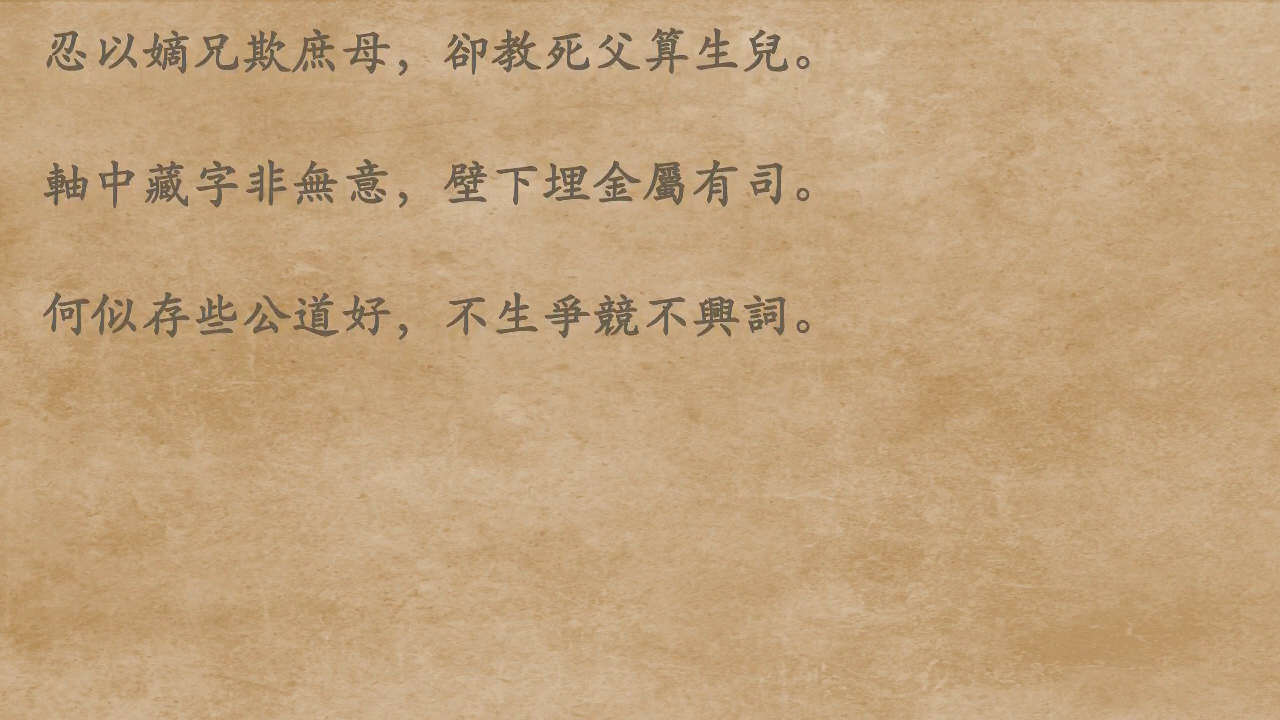 忍以嫡兄欺庶母，卻教死父算生兒。
軸中藏字非無意，壁下埋金屬有司。
何似存些公道好，不生爭競不興詞。